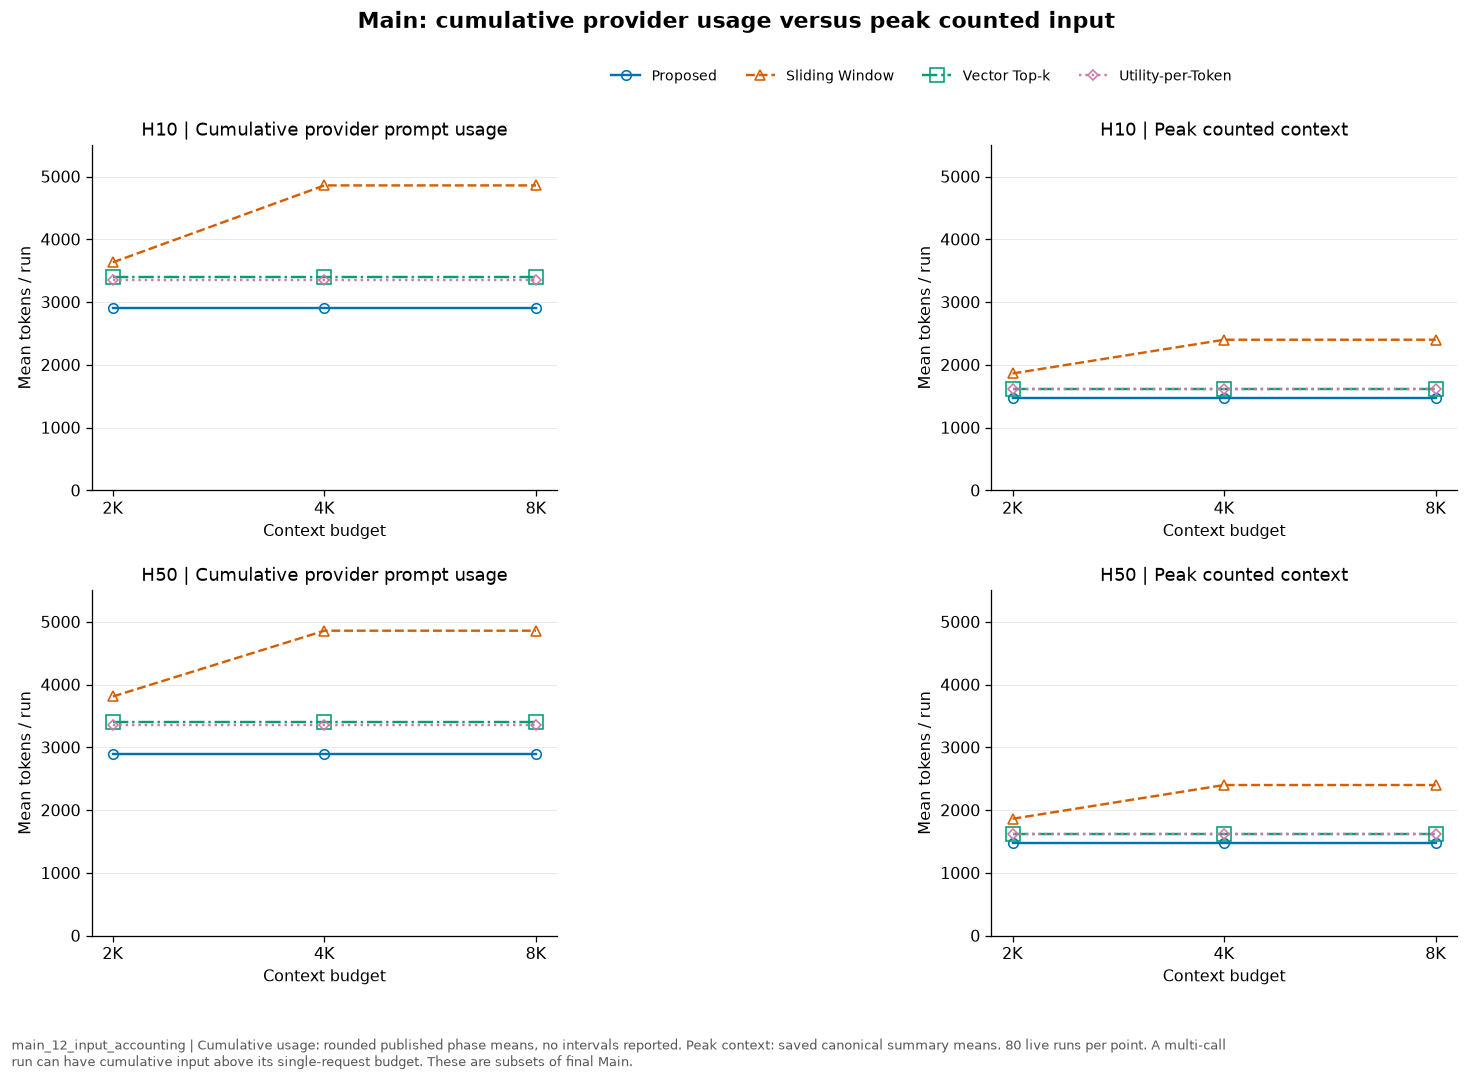 Main: cumulative provider usage versus peak counted input
Proposed Sliding Window Vector Top-k Utility-per-Token
H10 | Cumulative provider prompt usage
5000
4000
3000
2000
1000
0
Mean tokens / run
2K 4K 8K
Context budget
H10 | Peak counted context
5000
4000
3000
2000
1000
0
Mean tokens / run
2K 4K 8K
Context budget
H50 | Cumulative provider prompt usage
5000
4000
3000
2000
1000
0
Mean tokens / run
2K 4K 8K
Context budget
H50 | Peak counted context
5000
4000
3000
2000
1000
0
Mean tokens / run
2K 4K 8K
Context budget
main_12_input_accounting | Cumulative usage: rounded published phase means, no intervals reported. Peak context: saved canonical summary means. 80 live runs per point. A multi-call
run can have cumulative input above its single-request budget. These are subsets of final Main.